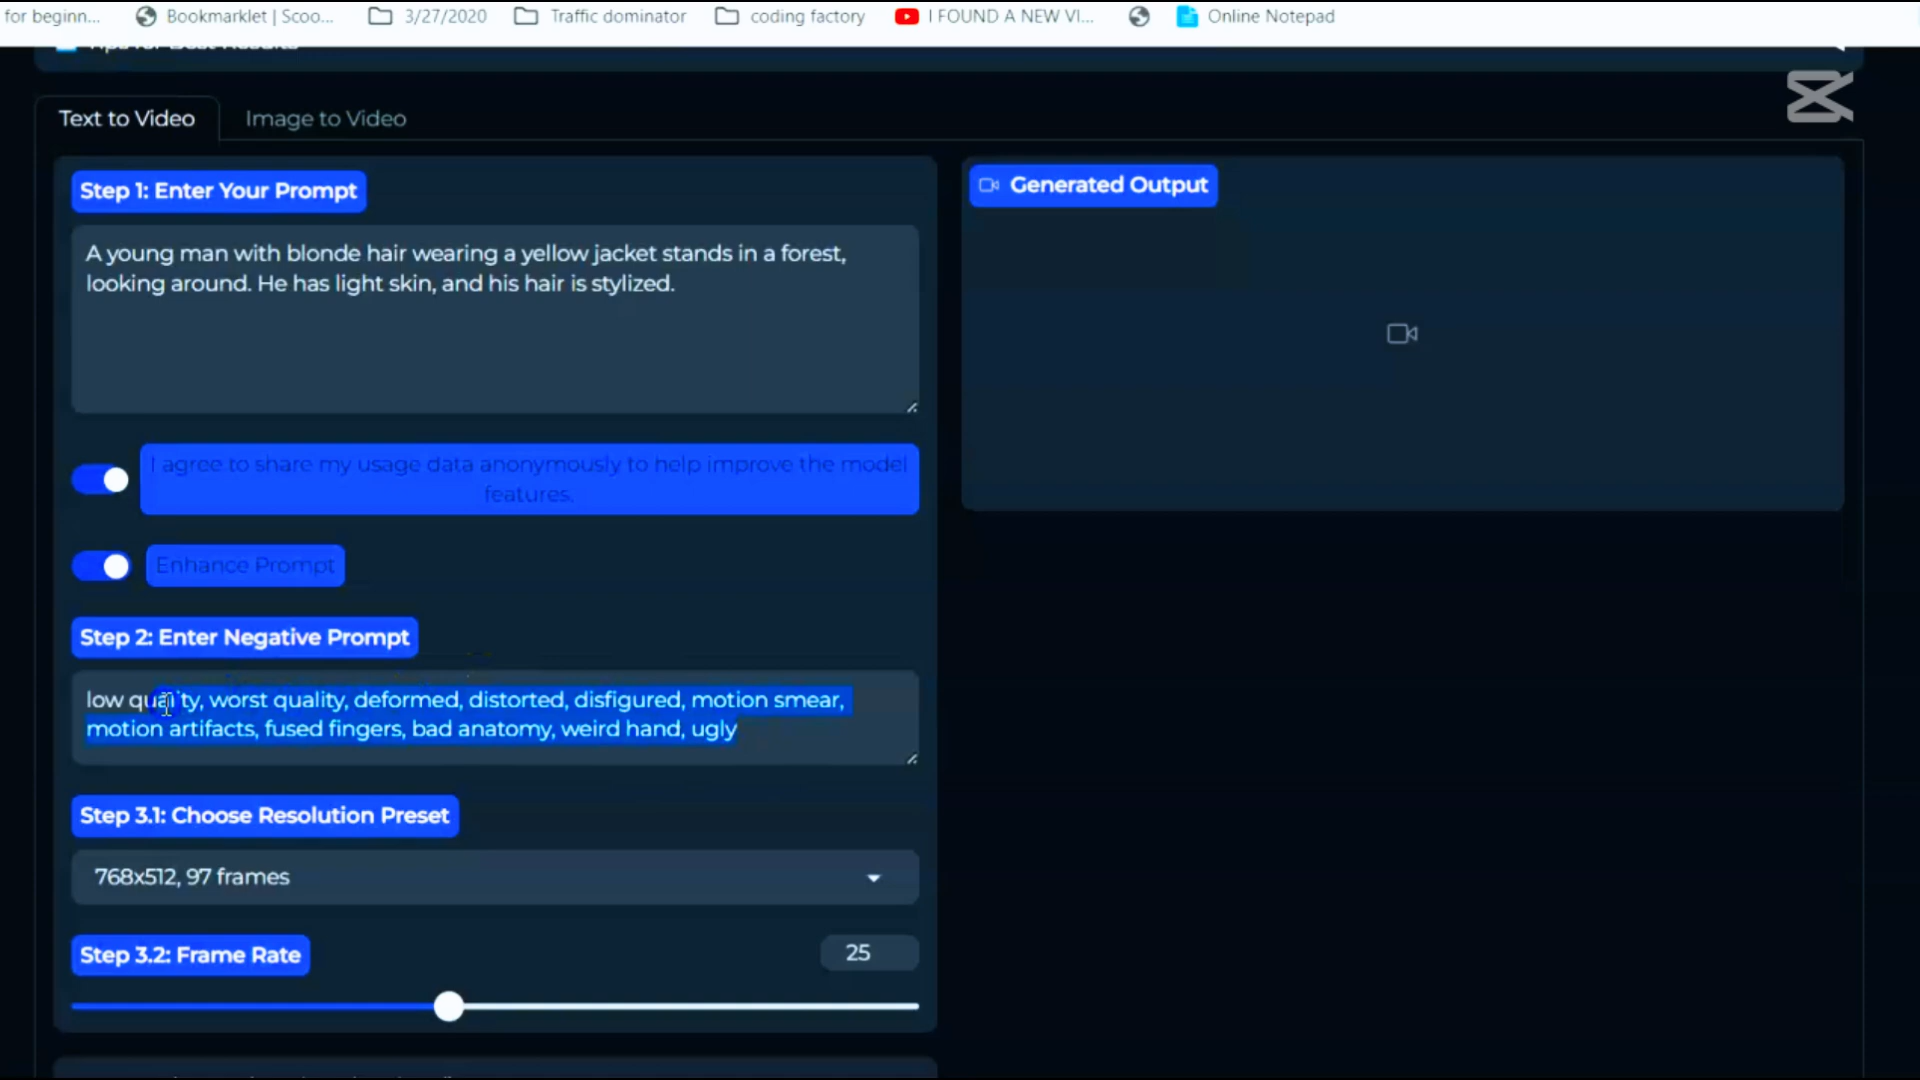 for beginn...
Bookmarklet | Scoo...
3/27/2020
Traffic dominator
coding factory
I FOUND A NEW VI...
Online Notepad
Tips for Best Results
Text to Video
Image to Video
Step 1: Enter Your Prompt
A young man with blonde hair wearing a yellow jacket stands in a forest,
looking around. He has light skin, and his hair is stylized.
I agree to share my usage data anonymously to help improve the model
features.
Enhance Prompt
Step 2: Enter Negative Prompt
low quality, worst quality, deformed, distorted, disfigured, motion smear,
motion artifacts, fused fingers, bad anatomy, weird hand, ugly
Step 3.1: Choose Resolution Preset
768x512, 97 frames
Step 3.2: Frame Rate
25
Generated Output